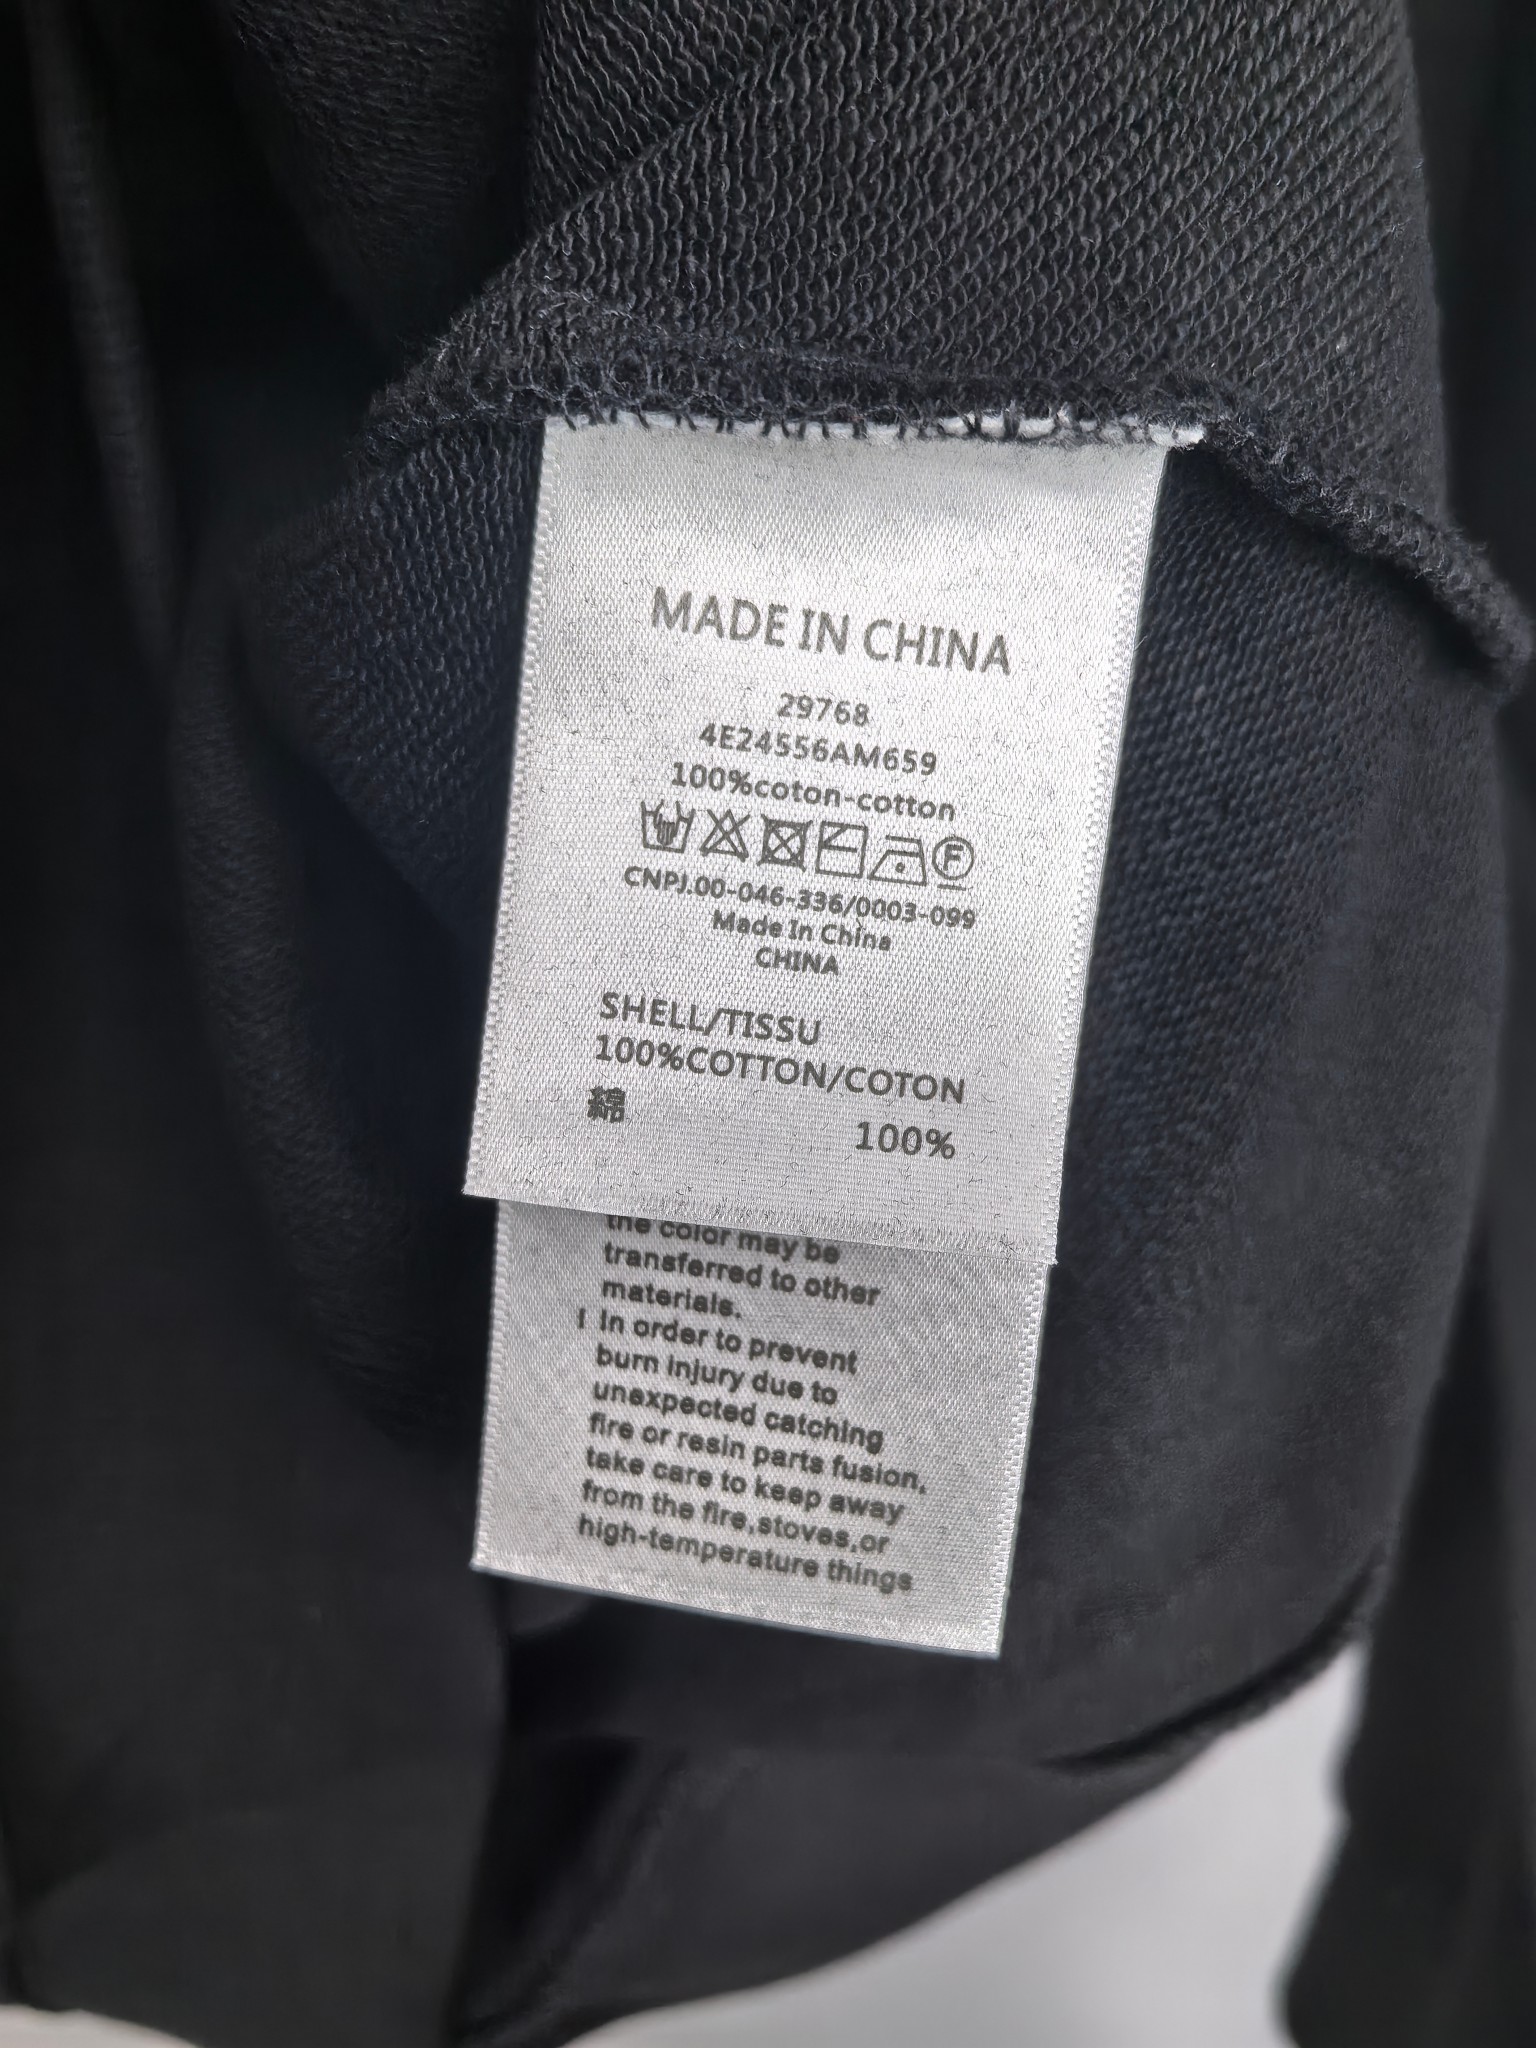 MADE IN CHINA
29768
4E24556AM659
100%coton-cotton
F
CNPJ.00-046-336/0003-099
Made In China
CHINA
SHELL/TISSU
100%COTTON/COTON
綿 100%
the color may be
transferred to other
materials.
l In order to prevent
burn injury due to
unexpected catching
fire or resin parts fusion,
take care to keep away
from the fire,stoves,or
high-temperature things